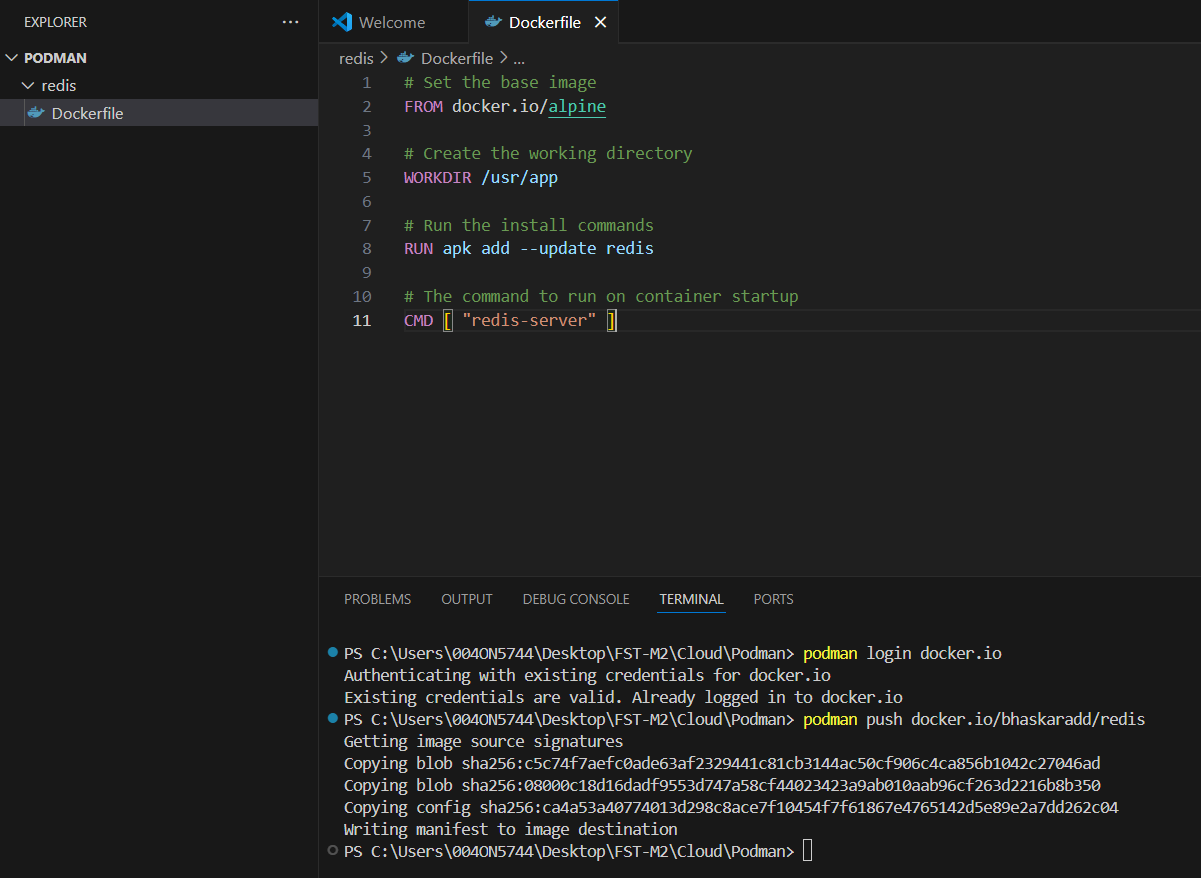 EXPLORER ...
PODMAN
redis
Dockerfile
Welcome
Dockerfile
redis > Dockerfile > ...
1 # Set the base image
2 FROM docker.io/alpine
3
4 # Create the working directory
5 WORKDIR /usr/app
6
7 # Run the install commands
8 RUN apk add --update redis
9
10 # The command to run on container startup
11 CMD [ "redis-server" ]
PROBLEMS OUTPUT DEBUG CONSOLE TERMINAL PORTS
PS C:\Users\004ON5744\Desktop\FST-M2\Cloud\Podman> podman login docker.io
Authenticating with existing credentials for docker.io
Existing credentials are valid. Already logged in to docker.io
PS C:\Users\004ON5744\Desktop\FST-M2\Cloud\Podman> podman push docker.io/bhaskaradd/redis
Getting image source signatures
Copying blob sha256:c5c74f7aefc0ade63af2329441c81cb3144ac50cf906c4ca856b1042c27046ad
Copying blob sha256:08000c18d16dadf9553d747a58cf44023423a9ab010aab96cf263d2216b8b350
Copying config sha256:ca4a53a40774013d298c8ace7f10454f7f61867e4765142d5e89e2a7dd262c04
Writing manifest to image destination
PS C:\Users\004ON5744\Desktop\FST-M2\Cloud\Podman>